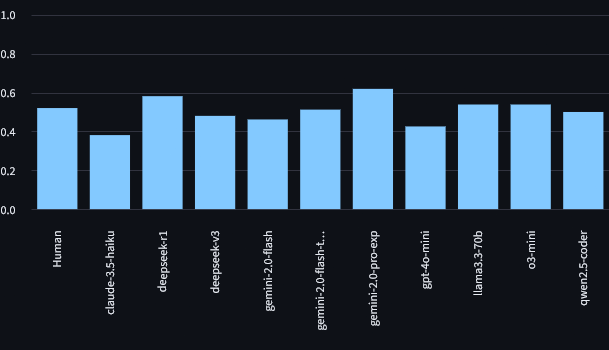 1.0
0.8
0.6
0.4
0.2
0.0
Human
claude-3.5-haiku
deepseek-r1
deepseek-v3
gemini-2.0-flash
gemini-2.0-flash-t...
gemini-2.0-pro-exp
gpt-4o-mini
llama3.3-70b
o3-mini
qwen2.5-coder